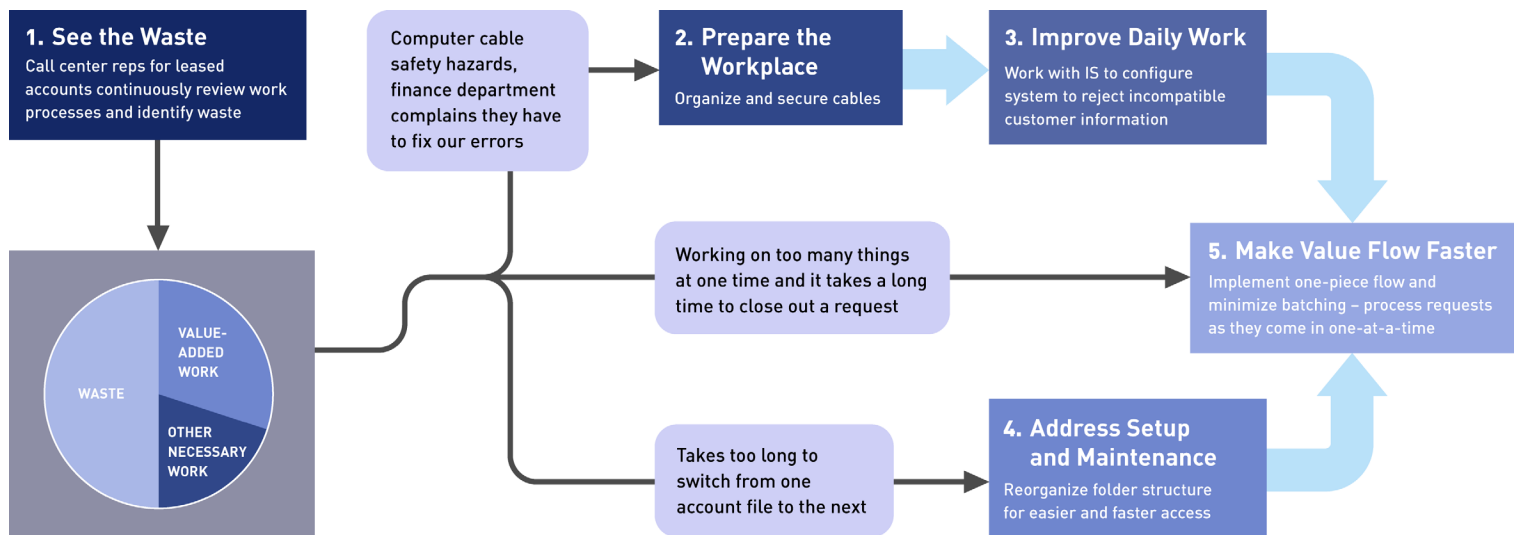 1. See the Waste
Call center reps for leased
accounts continuously review work
processes and identify waste
WASTE
VALUE-
ADDED
WORK
OTHER
NECESSARY
WORK
Computer cable
safety hazards,
finance department
complains they have
to fix our errors
2. Prepare the
Workplace
Organize and secure cables
3. Improve Daily Work
Work with IS to configure
system to reject incompatible
customer information
Working on too many things
at one time and it takes a long
time to close out a request
Takes too long to
switch from one
account file to the next
4. Address Setup
and Maintenance
Reorganize folder structure
for easier and faster access
5. Make Value Flow Faster
Implement one-piece flow and
minimize batching – process requests
as they come in one-at-a-time